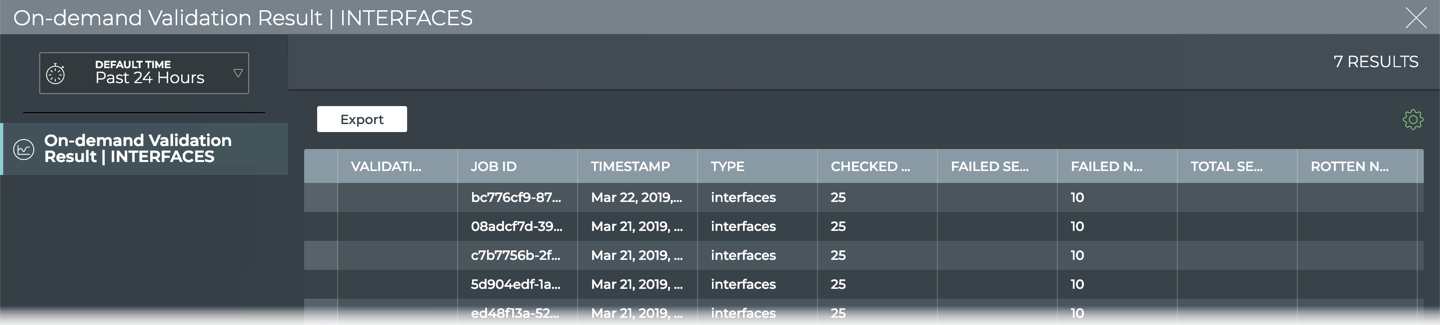 On-demand Validation Result | INTERFACES
DEFAULT TIME
Past 24 Hours
7 RESULTS
On-demand Validation
Result | INTERFACES
Export
VALIDATI... JOB ID TIMESTAMP TYPE CHECKED ... FAILED SE... FAILED N... TOTAL SE... ROTTEN N...
bc776cf9-87... Mar 22, 2019,... interfaces 25 10
08adcf7d-39... Mar 21, 2019, ... interfaces 25 10
c7b7756b-2f... Mar 21, 2019, ... interfaces 25 10
5d904edf-1a... Mar 21, 2019, ... interfaces 25 10
ed48f13a-52... Mar 21, 2019, ... interfaces 25 10